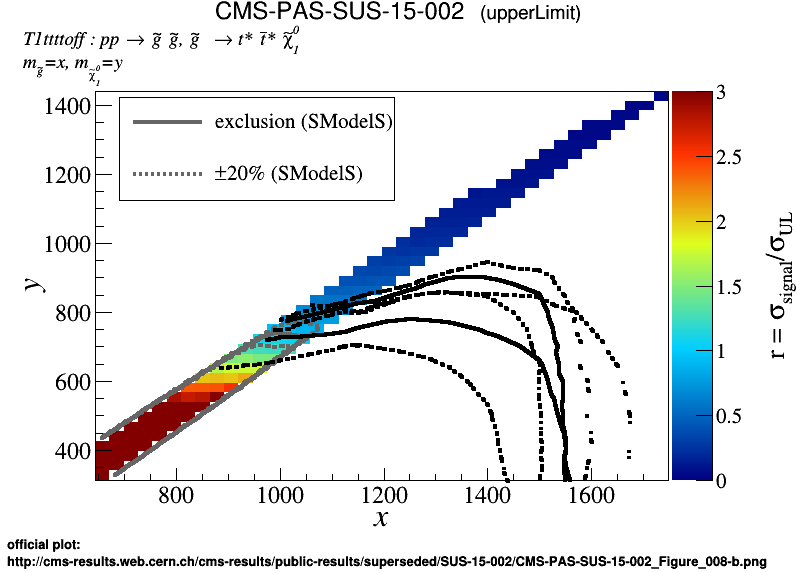 CMS-PAS-SUS-15-002 (upperLimit)
T1ttttoff : pp → g̃ g̃, g̃ → t* t̄* χ̃₁⁰
m_g̃=x, m_χ̃₁⁰=y
exclusion (SModelS)
±20% (SModelS)
1400
1200
1000
800
600
400
y
800 1000 1200 1400 1600
x
3
2.5
2
1.5
1
0.5
0
r = σ_signal/σ_UL
official plot:
http://cms-results.web.cern.ch/cms-results/public-results/superseded/SUS-15-002/CMS-PAS-SUS-15-002_Figure_008-b.png